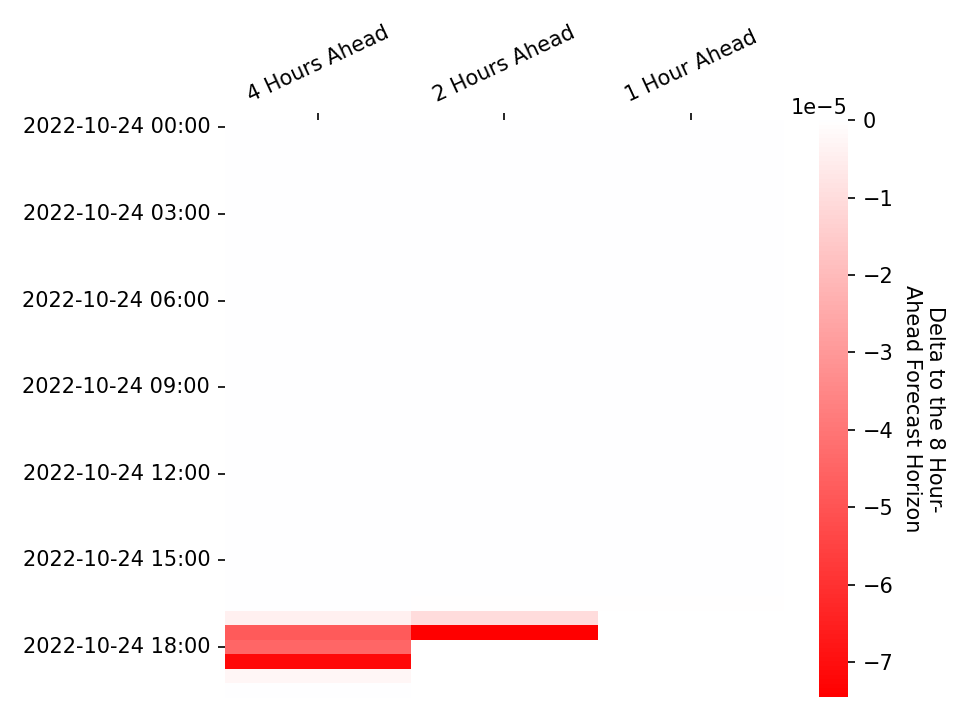 4 Hours Ahead
2 Hours Ahead
1 Hour Ahead
1e−5
2022-10-24 00:00
2022-10-24 03:00
2022-10-24 06:00
2022-10-24 09:00
2022-10-24 12:00
2022-10-24 15:00
2022-10-24 18:00
0
−1
−2
−3
−4
−5
−6
−7
Delta to the 8 Hour-
Ahead Forecast Horizon